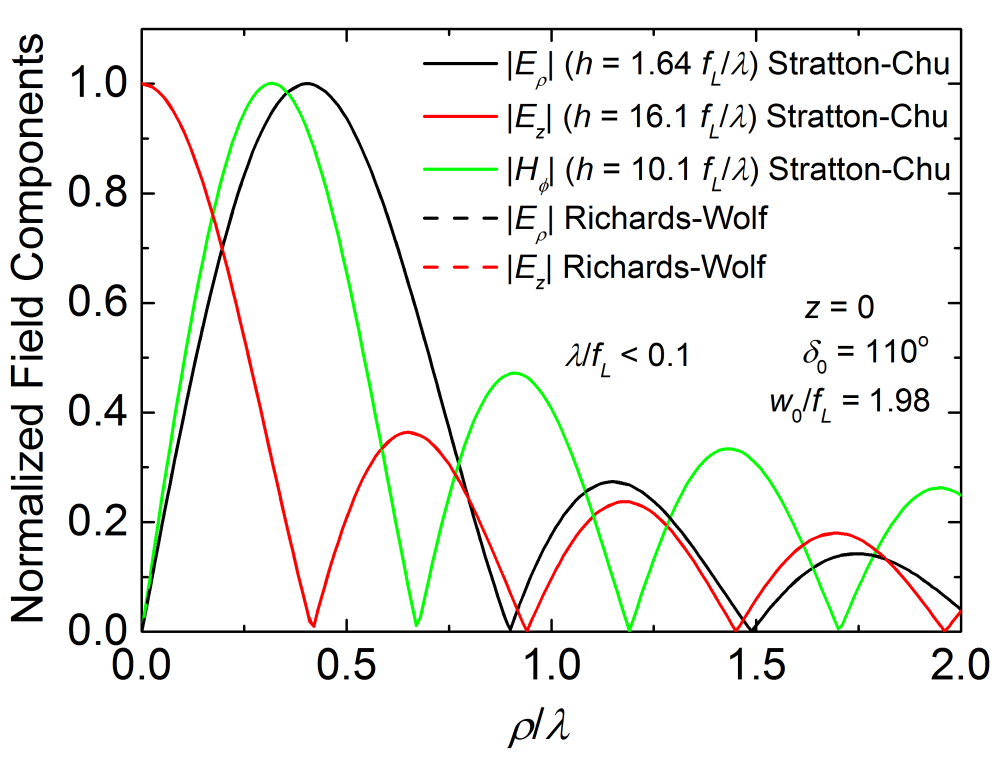 Normalized Field Components
1.0
0.8
0.6
0.4
0.2
0.0
|Eρ| (h = 1.64 fL/λ) Stratton-Chu
|Ez| (h = 16.1 fL/λ) Stratton-Chu
|Hϕ| (h = 10.1 fL/λ) Stratton-Chu
|Eρ| Richards-Wolf
|Ez| Richards-Wolf
z = 0
λ/fL < 0.1
δ0 = 110°
w0/fL = 1.98
0.0 0.5 1.0 1.5 2.0
ρ/λ